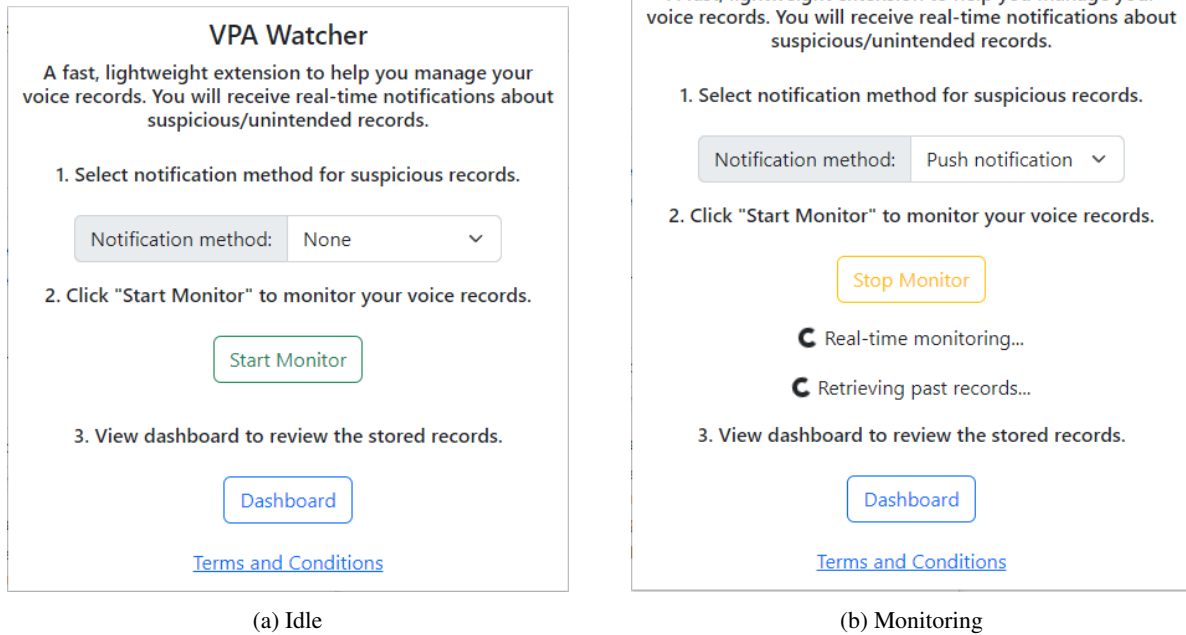 VPA Watcher
A fast, lightweight extension to help you manage your
voice records. You will receive real-time notifications about
suspicious/unintended records.
1. Select notification method for suspicious records.
Notification method: None
2. Click "Start Monitor" to monitor your voice records.
Start Monitor
3. View dashboard to review the stored records.
Dashboard
Terms and Conditions
(a) Idle
voice records. You will receive real-time notifications about
suspicious/unintended records.
1. Select notification method for suspicious records.
Notification method: Push notification
2. Click "Start Monitor" to monitor your voice records.
Stop Monitor
Real-time monitoring...
Retrieving past records...
3. View dashboard to review the stored records.
Dashboard
Terms and Conditions
(b) Monitoring